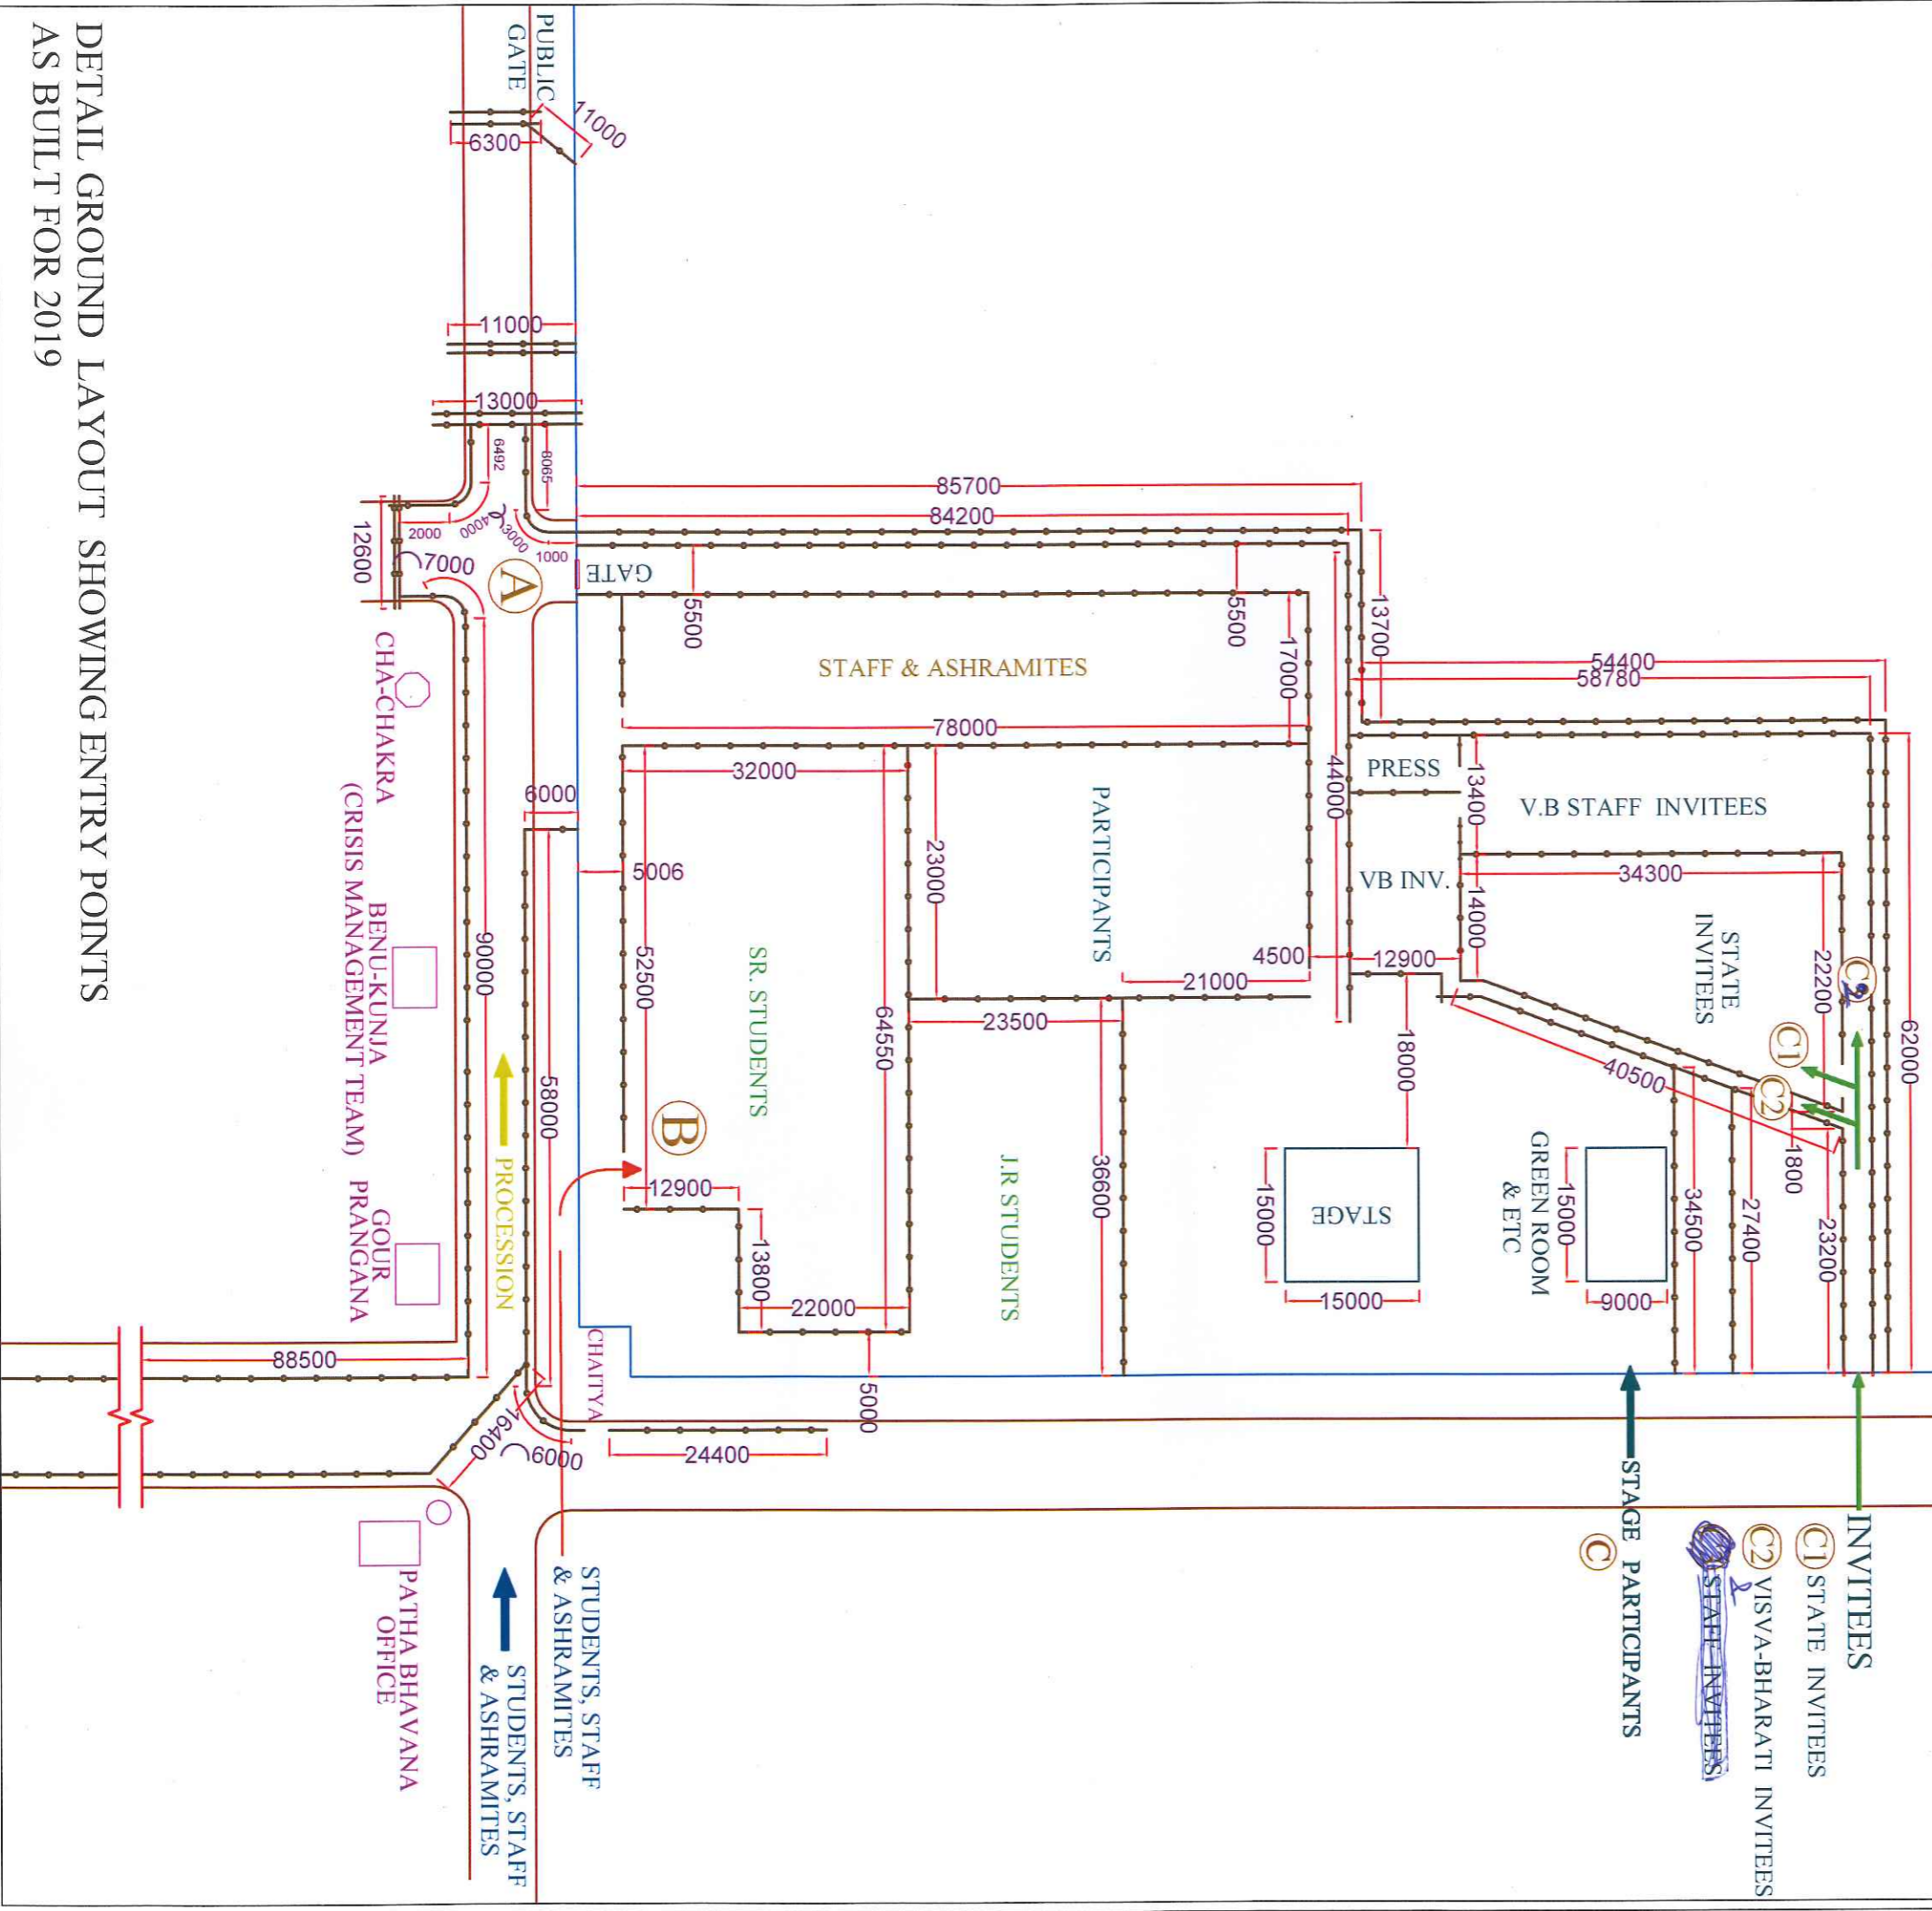 DETAIL GROUND LAYOUT SHOWING ENTRY POINTS
AS BUILT FOR 2019
PUBLIC
GATE
11000
6300
11000
13000
6492
8065
4000
3000
2000
1000
12600
7000
A
GATE
85700
84200
5500
5500
13700
17000
54400
58780
STAFF & ASHRAMITES
78000
32000
44000
PRESS
13400
V.B STAFF INVITEES
34300
VB INV.
14000
STATE
INVITEES
22200
C2
62000
C1
C2
1800
40500
23200
27400
34500
PARTICIPANTS
23000
4500
12900
21000
23500
18000
STAGE
15000
15000
GREEN ROOM
& ETC
15000
9000
SR. STUDENTS
52500
64550
J.R STUDENTS
36600
B
12900
13800
22000
5000
6000
5006
58000
90000
CHA-CHAKRA
BENU-KUNJA
(CRISIS MANAGEMENT TEAM)
GOUR
PRANGANA
PROCESSION
CHAITYA
88500
16400
6000
24400
PATHA BHAVANA
OFFICE
STUDENTS, STAFF
& ASHRAMITES
STUDENTS, STAFF
& ASHRAMITES
INVITEES
C1 STATE INVITEES
C2 VISVA-BHARATI INVITEES
&
STAFF INVITEES
STAGE PARTICIPANTS
C